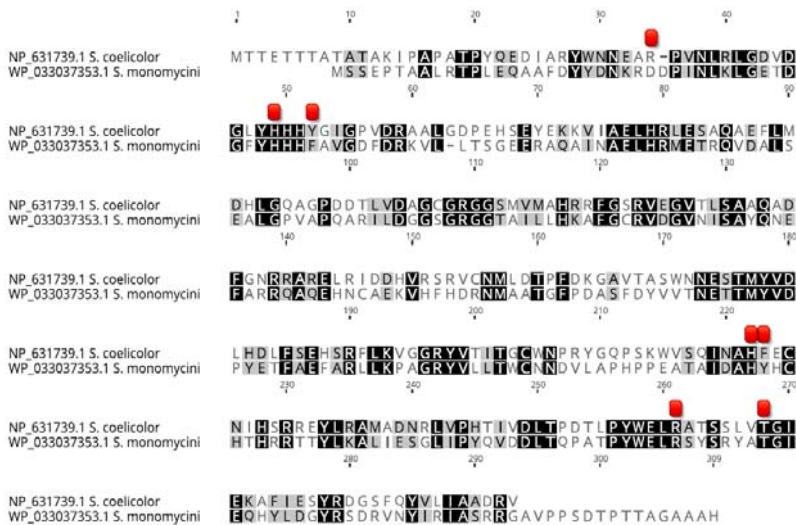 1 10 20 30 40
NP_631739.1 S. coelicolor MTTETTTATATAKIPAPATPYQEDIARYWNNEAR-PVNLRLGDVD
WP_033037353.1 S. monomycini MSSEPTAALRTPLEQAAFDYYDNKRDDPINLKLGETD
50 60 70 80 90
NP_631739.1 S. coelicolor GLYHHHYGIGPVDRAALGDPEHSEYEKKVIAELHRLESAQAEFLM
WP_033037353.1 S. monomycini GFYHHHFAVGDFDRKVL-LTSGEERAQAINAELHRMETRQVDALS
100 110 120 130
NP_631739.1 S. coelicolor DHLGQAGPDDTLVDAGCGRGGSMVMAHRRFGSRVEGVTLSAAQAD
WP_033037353.1 S. monomycini EALGPVAPQARILDGGSGRGGTAILLHKAFGCRVDGVNISAYQNE
140 150 160 170 180
NP_631739.1 S. coelicolor FGNRRARELRIDDHVRSRVCNMLDTPFDKGAVTASWNNESTMYVD
WP_033037353.1 S. monomycini FARRQAQEHNCAEKVHFHDRNMAATGFPDASFDYVVTNETTMYVD
190 200 210 220
NP_631739.1 S. coelicolor LHDLFSEHSRFLKVGGRYVTITGCWNPRYGQPSKWVSQINAHFEC
WP_033037353.1 S. monomycini PYETFAEFARLLKPAGRYVLLTWCNNDVLAPHPPEATAIDAHYHC
230 240 250 260 270
NP_631739.1 S. coelicolor NIHSRREYLRAMADNRLVPHTIVDLTPDTLPYWELRATSSLVTGI
WP_033037353.1 S. monomycini HTHRRTTYLKALIESGLIPYQVDDLTQPATPYWELRSYSRYATGI
280 290 300 309
NP_631739.1 S. coelicolor EKAFIESYRDGSFQYVLIAADRV
WP_033037353.1 S. monomycini EQHYLDGYRSDRVNYIRIASRRGAVPPSDTPTTAGAAAH